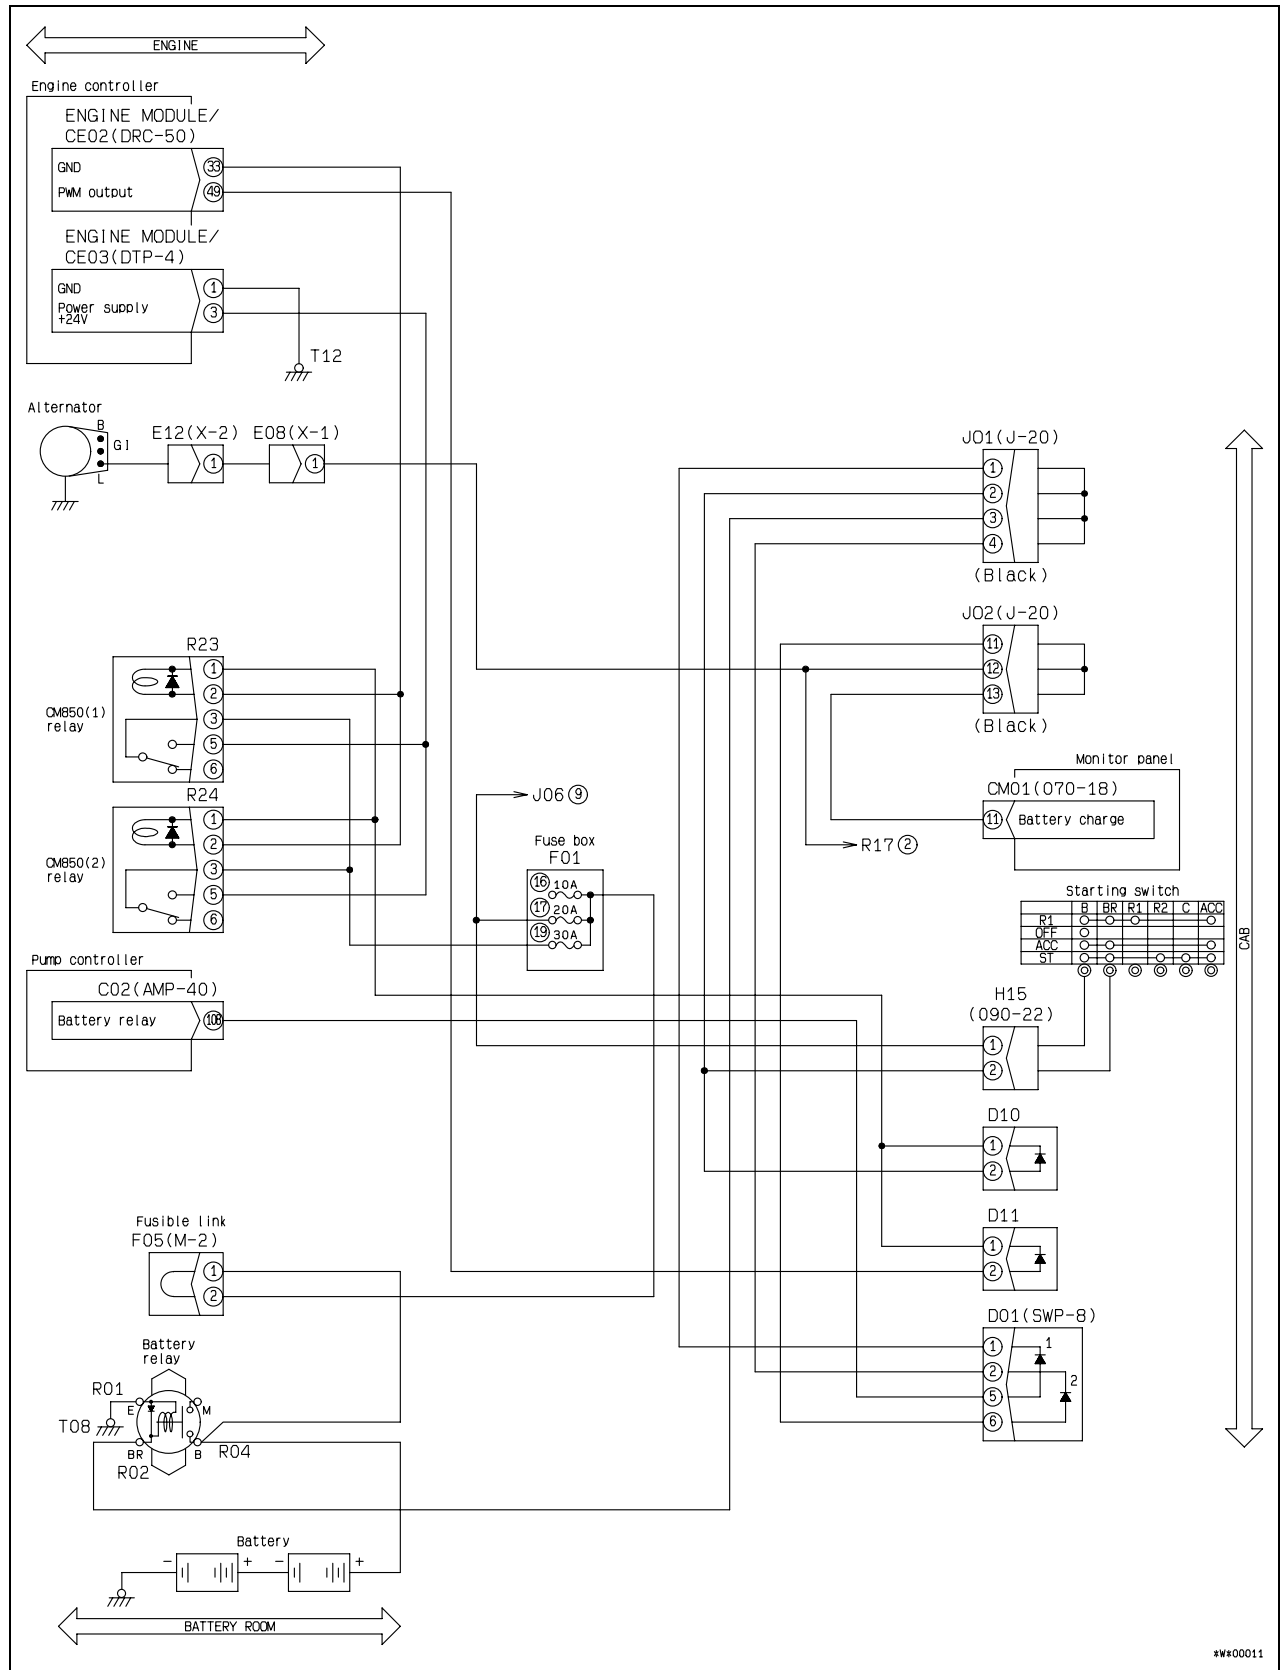 ENGINE
Engine controller
ENGINE MODULE/
CE02(DRC-50)
GND 33
PWM output 49
ENGINE MODULE/
CE03(DTP-4)
GND 1
Power supply 3
+24V
T12
Alternator
B
G I
L
E12(X-2) E08(X-1)
1 1
J01(J-20)
1
2
3
4
(Black)
J02(J-20)
11
12
13
(Black)
R23
1
2
3
5
6
CM850(1)
relay
R24
1
2
3
5
6
CM850(2)
relay
J06 9
Fuse box
F01
16 10A
17 20A
19 30A
Monitor panel
CM01(070-18)
11 Battery charge
R17 2
Starting switch
B BR R1 R2 C ACC
R1
OFF
ACC
ST
CAB
Pump controller
C02(AMP-40)
Battery relay 108
H15
(090-22)
1
2
D10
1
2
D11
1
2
Fusible link
F05(M-2)
1
2
D01(SWP-8)
1 1
2 2
5
6
Battery
relay
R01
E M
T08
BR B R04
R02
Battery
- + - +
BATTERY ROOM
*W*00011